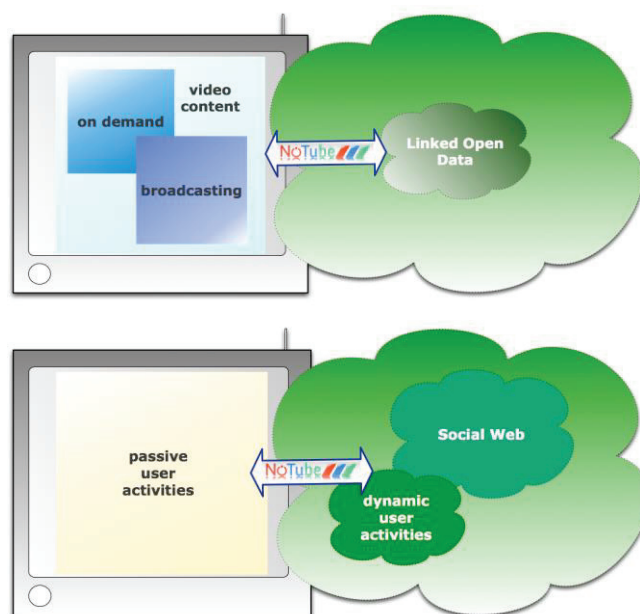 video
content
on demand
broadcasting
NoTube
Linked Open
Data
passive
user
activities
NoTube
Social Web
dynamic
user
activities